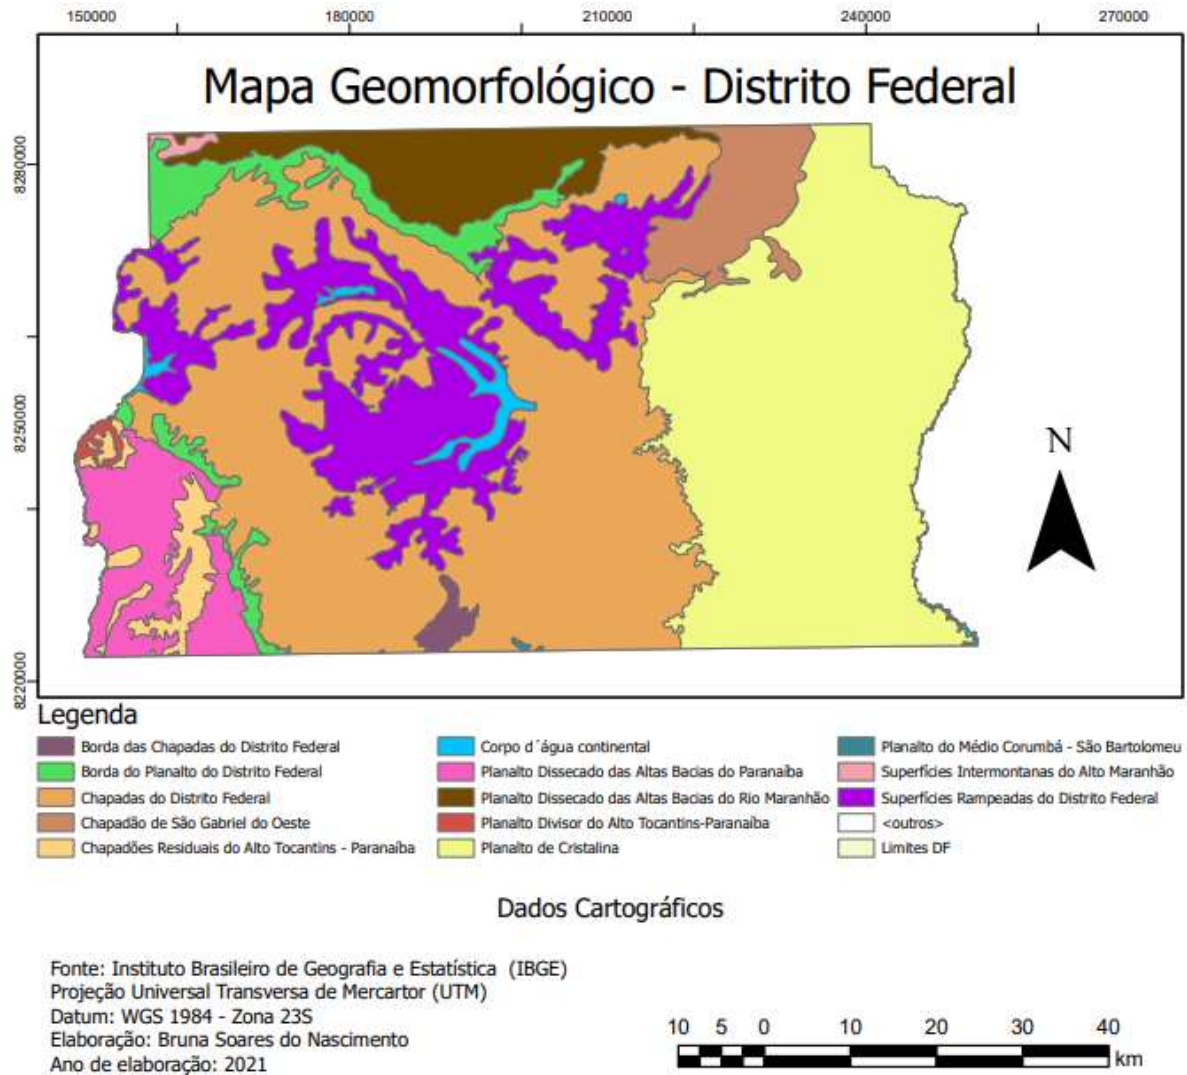 150000 180000 210000 240000 270000
Mapa Geomorfológico - Distrito Federal
8280000
8250000
8220000
N
Legenda
Borda das Chapadas do Distrito Federal
Borda do Planalto do Distrito Federal
Chapadas do Distrito Federal
Chapadão de São Gabriel do Oeste
Chapadões Residuais do Alto Tocantins - Paranaíba
Corpo d´água continental
Planalto Dissecado das Altas Bacias do Paranaíba
Planalto Dissecado das Altas Bacias do Rio Maranhão
Planalto Divisor do Alto Tocantins-Paranaíba
Planalto de Cristalina
Planalto do Médio Corumbá - São Bartolomeu
Superfícies Intermontanas do Alto Maranhão
Superfícies Rampeadas do Distrito Federal
<outros>
Limites DF
Dados Cartográficos
Fonte: Instituto Brasileiro de Geografia e Estatística (IBGE)
Projeção Universal Transversa de Mercartor (UTM)
Datum: WGS 1984 - Zona 23S
Elaboração: Bruna Soares do Nascimento
Ano de elaboração: 2021
10 5 0 10 20 30 40
km